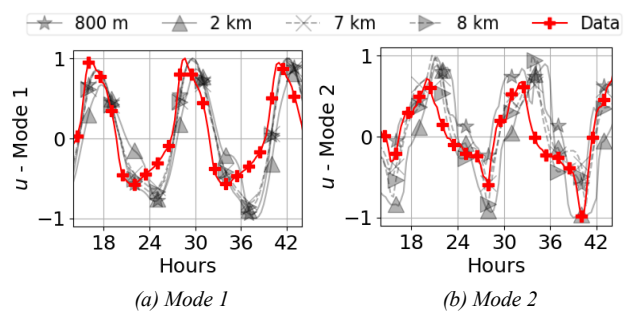 800 m 2 km 7 km 8 km Data
u - Mode 1
1
0
−1
18 24 30 36 42
Hours
(a) Mode 1
u - Mode 2
1
0
−1
18 24 30 36 42
Hours
(b) Mode 2